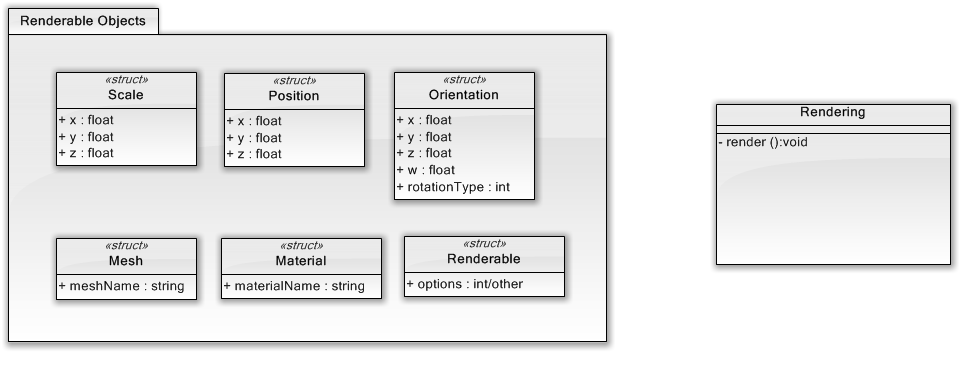 Renderable Objects
«struct»
Scale
+ x : float
+ y : float
+ z : float
«struct»
Position
+ x : float
+ y : float
+ z : float
«struct»
Orientation
+ x : float
+ y : float
+ z : float
+ w : float
+ rotationType : int
«struct»
Mesh
+ meshName : string
«struct»
Material
+ materialName : string
«struct»
Renderable
+ options : int/other
Rendering
- render ():void